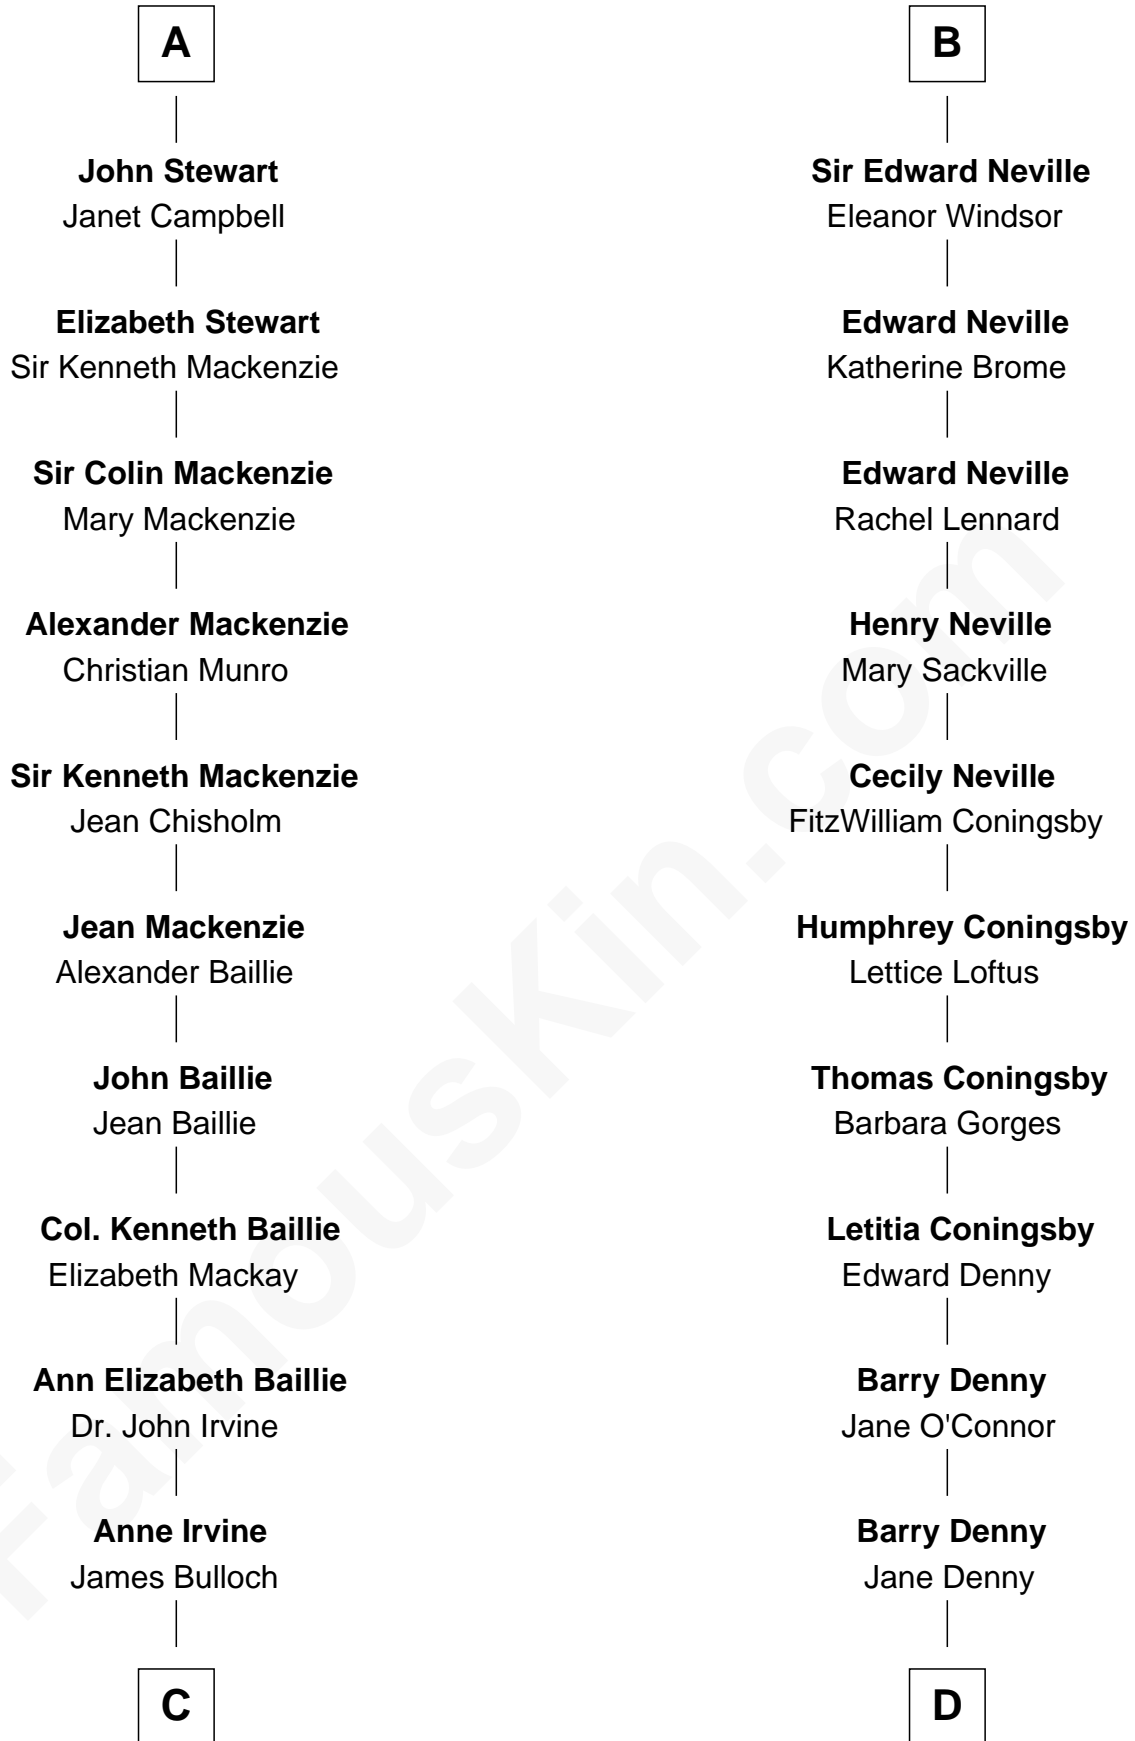 A
John Stewart
Janet Campbell
Elizabeth Stewart
Sir Kenneth Mackenzie
Sir Colin Mackenzie
Mary Mackenzie
Alexander Mackenzie
Christian Munro
Sir Kenneth Mackenzie
Jean Chisholm
Jean Mackenzie
Alexander Baillie
John Baillie
Jean Baillie
Col. Kenneth Baillie
Elizabeth Mackay
Ann Elizabeth Baillie
Dr. John Irvine
Anne Irvine
James Bulloch
C
B
Sir Edward Neville
Eleanor Windsor
Edward Neville
Katherine Brome
Edward Neville
Rachel Lennard
Henry Neville
Mary Sackville
Cecily Neville
FitzWilliam Coningsby
Humphrey Coningsby
Lettice Loftus
Thomas Coningsby
Barbara Gorges
Letitia Coningsby
Edward Denny
Barry Denny
Jane O'Connor
Barry Denny
Jane Denny
D
FamousKin.com